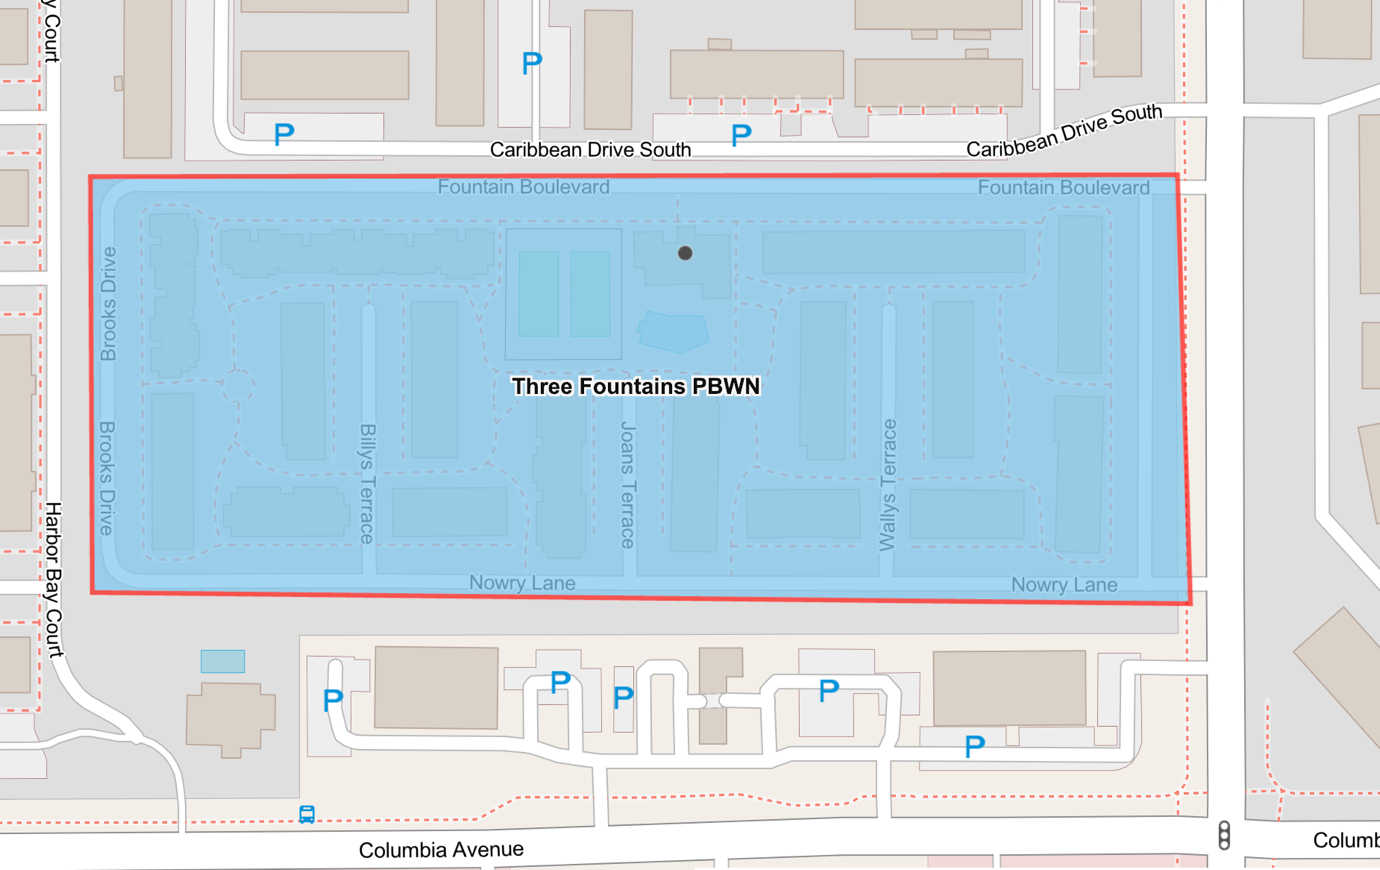 y Court
P
P
P
Caribbean Drive South
Caribbean Drive South
Fountain Boulevard
Fountain Boulevard
Brooks Drive
Three Fountains PBWN
Brooks Drive
Billys Terrace
Joans Terrace
Wallys Terrace
Harbor Bay Court
Nowry Lane
Nowry Lane
P
P
P
P
P
Columbia Avenue
Columb